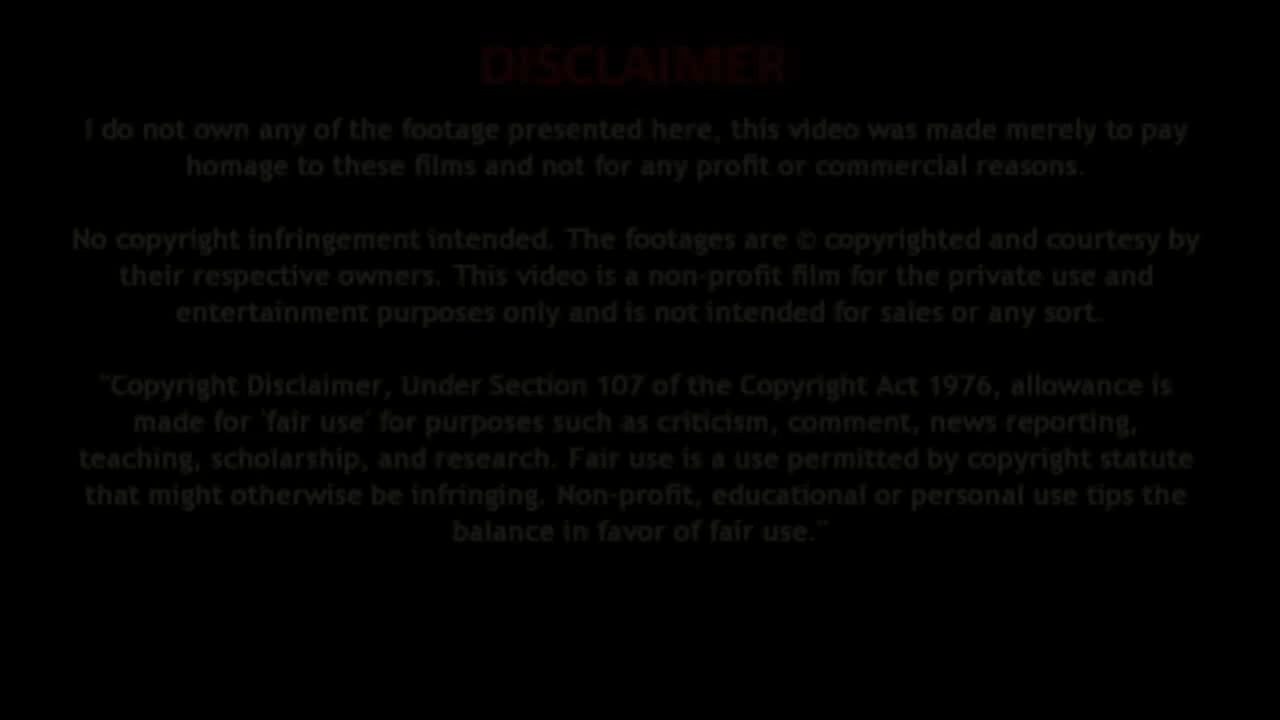 DISCLAIMER
I do not own any of the footage presented here, this video was made merely to pay
homage to these films and not for any profit or commercial reasons.
No copyright infringement intended. The footages are © copyrighted and courtesy by
their respective owners. This video is a non-profit film for the private use and
entertainment purposes only and is not intended for sales or any sort.
"Copyright Disclaimer, Under Section 107 of the Copyright Act 1976, allowance is
made for 'fair use' for purposes such as criticism, comment, news reporting,
teaching, scholarship, and research. Fair use is a use permitted by copyright statute
that might otherwise be infringing. Non-profit, educational or personal use tips the
balance in favor of fair use."